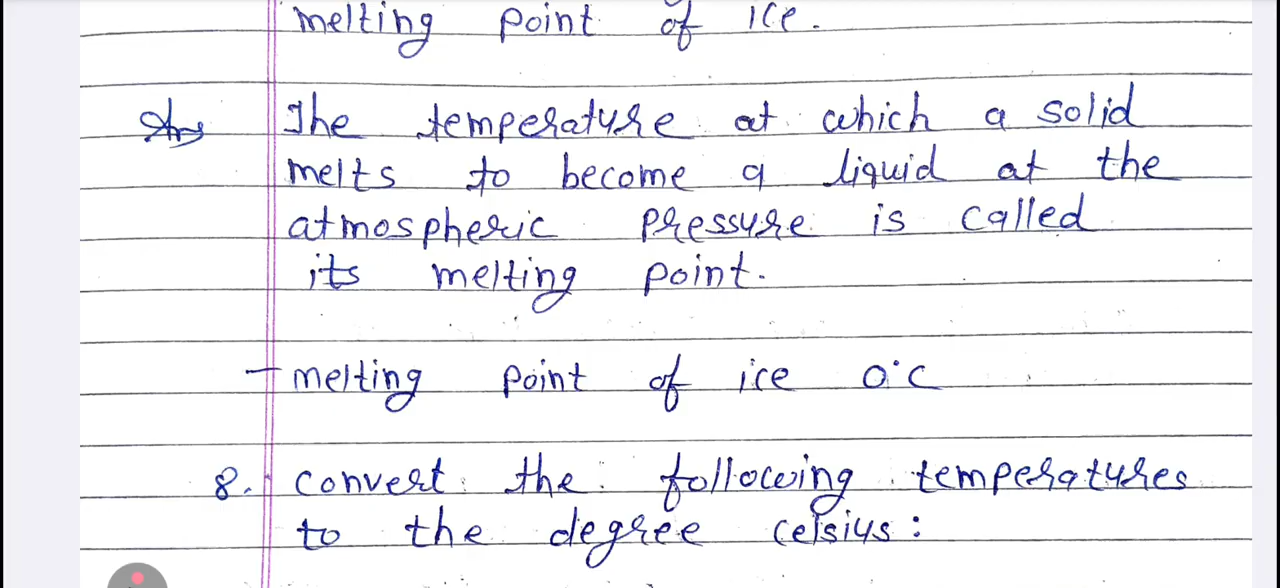 melting point of ice.
Ans The temperature at which a solid
melts to become a liquid at the
atmospheric pressure is called
its melting point.
- melting point of ice 0°C
8. convert the following temperatures
to the degree celsius: